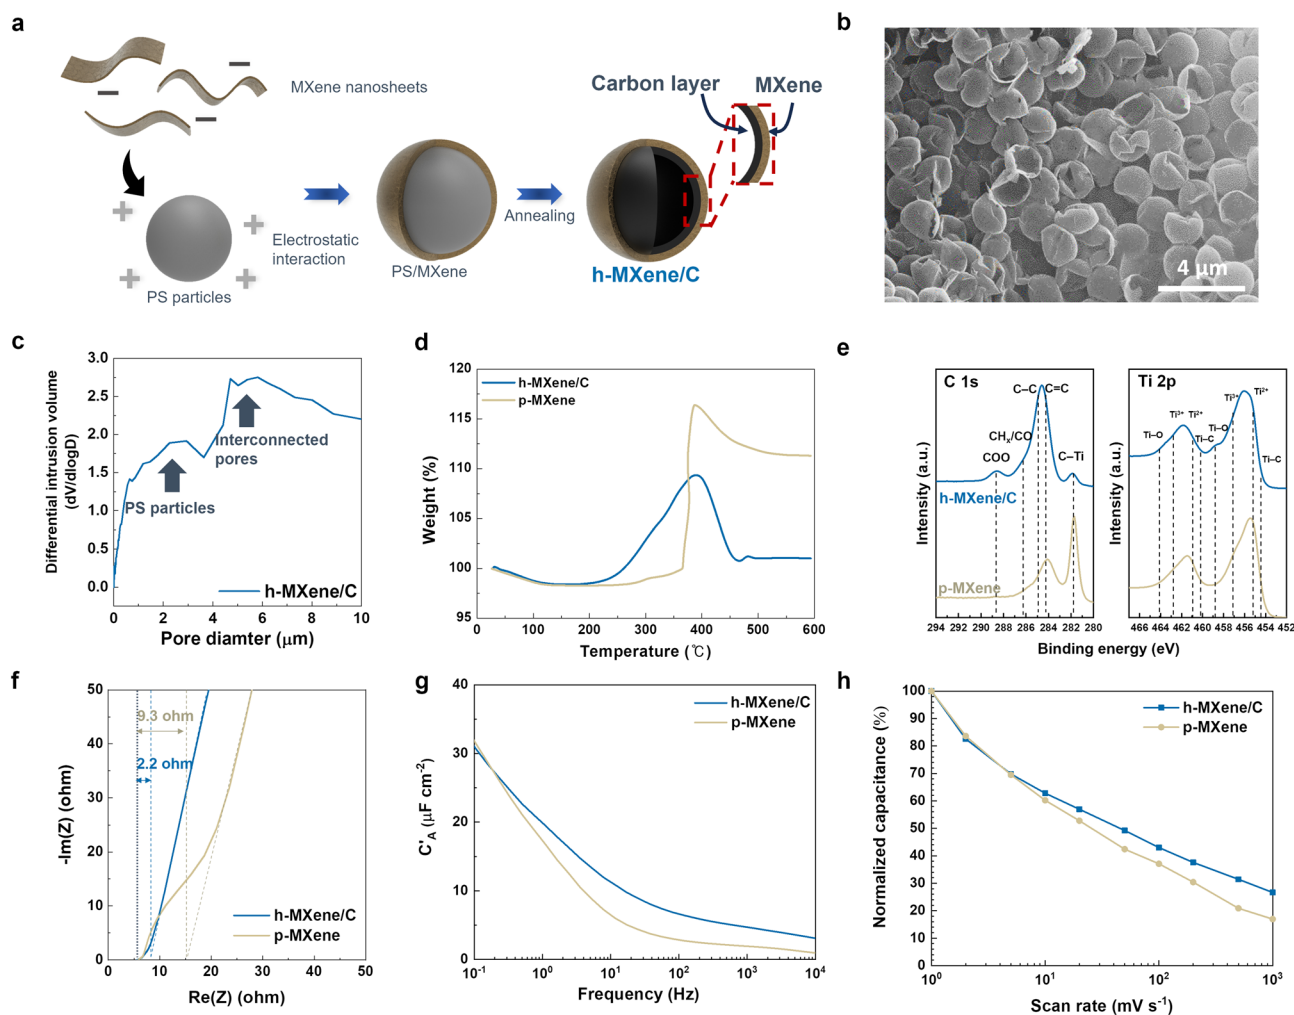 a
MXene nanosheets
Carbon layer
MXene
Electrostatic
interaction
Annealing
PS particles
PS/MXene
h-MXene/C
b
4 μm
c
Differential intrusion volume
(dV/dlogD)
3.0
2.5
2.0
1.5
1.0
0.5
0.0
Interconnected
pores
PS particles
h-MXene/C
0 2 4 6 8 10
Pore diamter (μm)
d
Weight (%)
120
115
110
105
100
95
h-MXene/C
p-MXene
0 100 200 300 400 500 600
Temperature (℃)
e
Intensity (a.u.)
C 1s
C–C
C=C
CHx/CO
COO
C–Ti
h-MXene/C
p-MXene
294 292 290 288 286 284 282 280
Intensity (a.u.)
Ti 2p
Ti³⁺
Ti²⁺
Ti–O
Ti–C
Ti–O
Ti³⁺
Ti²⁺
Ti–C
466 464 462 460 458 456 454 452
Binding energy (eV)
f
-Im(Z) (ohm)
50
40
30
20
10
0
9.3 ohm
2.2 ohm
h-MXene/C
p-MXene
0 10 20 30 40 50
Re(Z) (ohm)
g
C'A (μF cm⁻²)
40
30
20
10
0
h-MXene/C
p-MXene
10⁻¹ 10⁰ 10¹ 10² 10³ 10⁴
Frequency (Hz)
h
Normalized capacitance (%)
100
90
80
70
60
50
40
30
20
10
0
h-MXene/C
p-MXene
10⁰ 10¹ 10² 10³
Scan rate (mV s⁻¹)